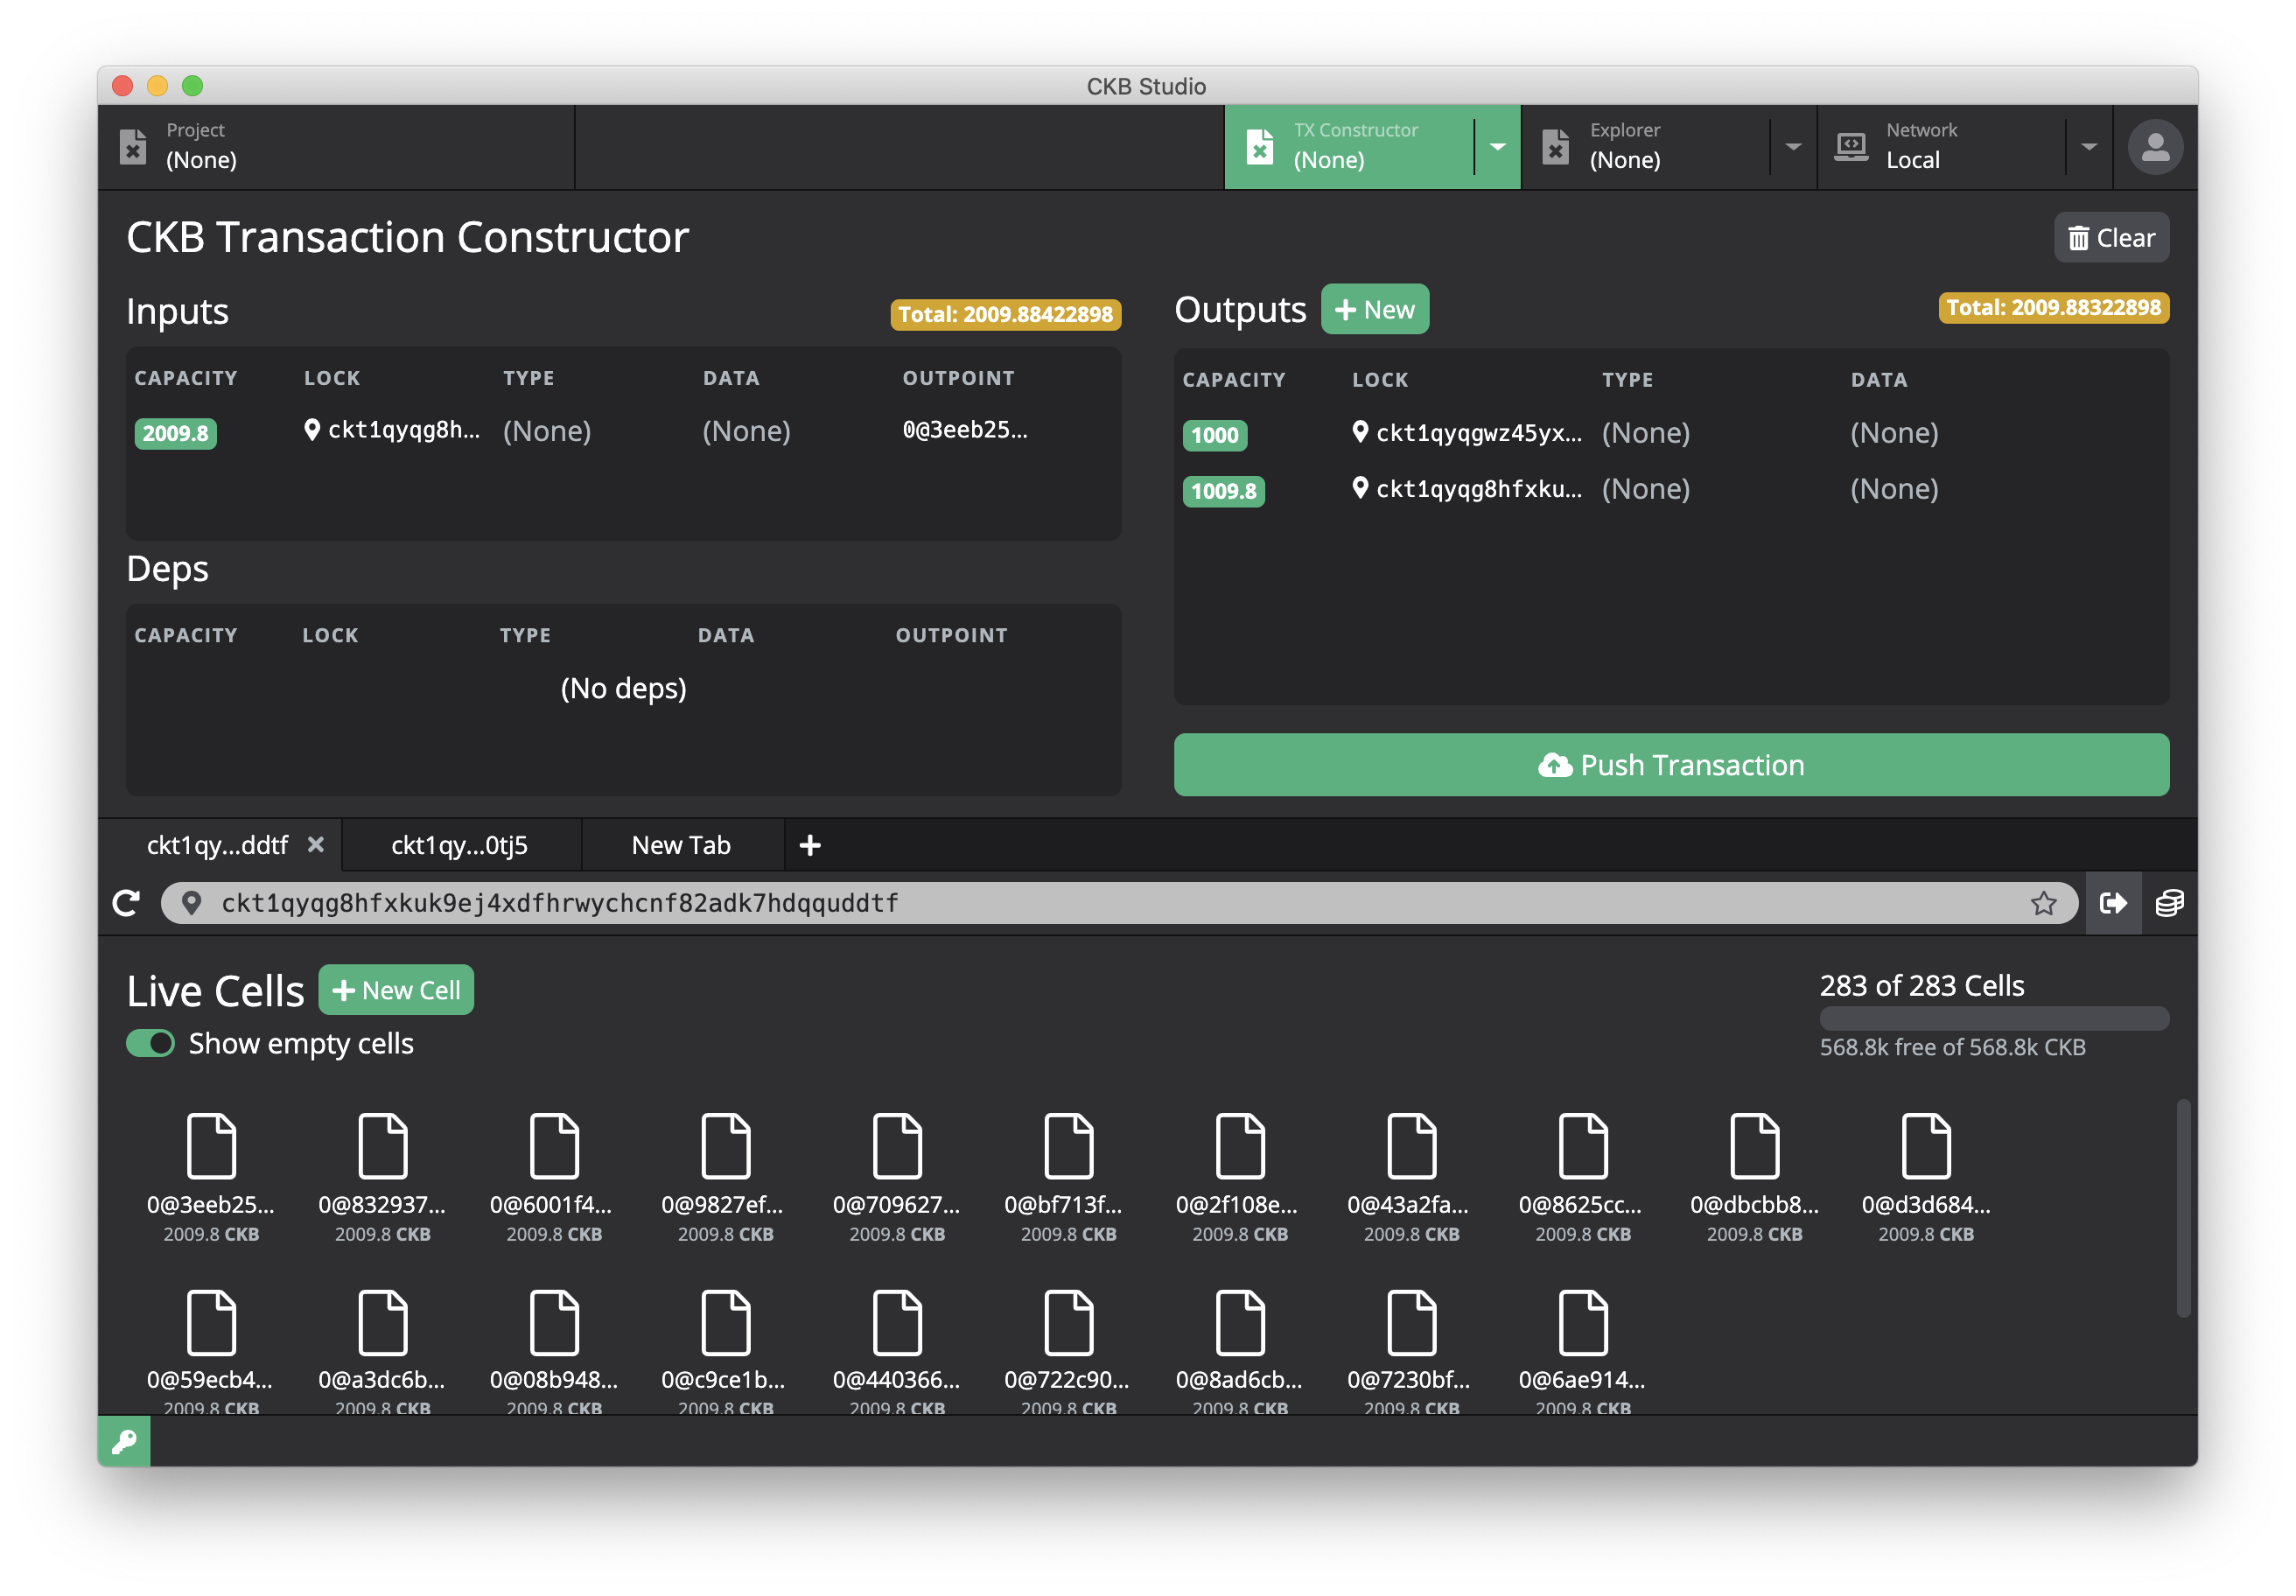 CKB Studio
Project
(None)
TX Constructor
(None)
Explorer
(None)
Network
Local
CKB Transaction Constructor
Clear
Inputs
Total: 2009.88422898
CAPACITY LOCK TYPE DATA OUTPOINT
2009.8 ckt1qyqg8h... (None) (None) 0@3eeb25...
Deps
CAPACITY LOCK TYPE DATA OUTPOINT
(No deps)
Outputs
New
Total: 2009.88322898
CAPACITY LOCK TYPE DATA
1000 ckt1qyqgwz45yx... (None) (None)
1009.8 ckt1qyqg8hfxku... (None) (None)
Push Transaction
ckt1qy...ddtf ckt1qy...0tj5 New Tab
ckt1qyqg8hfxkuk9ej4xdfhrwychcnf82adk7hdqquddtf
Live Cells
New Cell
Show empty cells
283 of 283 Cells
568.8k free of 568.8k CKB
0@3eeb25... 0@832937... 0@6001f4... 0@9827ef... 0@709627... 0@bf713f... 0@2f108e... 0@43a2fa... 0@8625cc... 0@dbcbb8... 0@d3d684...
2009.8 CKB 2009.8 CKB 2009.8 CKB 2009.8 CKB 2009.8 CKB 2009.8 CKB 2009.8 CKB 2009.8 CKB 2009.8 CKB 2009.8 CKB 2009.8 CKB
0@59ecb4... 0@a3dc6b... 0@08b948... 0@c9ce1b... 0@440366... 0@722c90... 0@8ad6cb... 0@7230bf... 0@6ae914...
2009.8 CKB 2009.8 CKB 2009.8 CKB 2009.8 CKB 2009.8 CKB 2009.8 CKB 2009.8 CKB 2009.8 CKB 2009.8 CKB